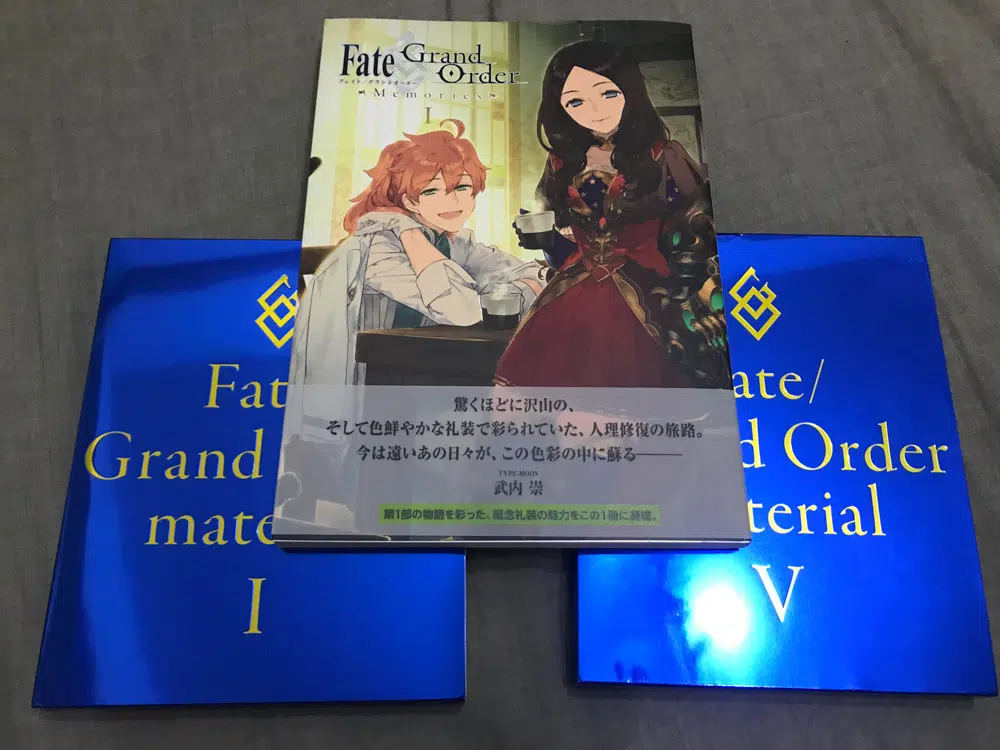 Fate Grand Order
フェイト/グランドオーダー
Memories
I
驚くほどに沢山の、
そして色鮮やかな礼装で彩られていた、人理修復の旅路。
今は遠いあの日々が、この色彩の中に蘇る———
TYPE-MOON
武内 崇
第1部の物語を彩った、概念礼装の魅力をこの1冊に凝縮。
Fat
Grand
mate
I
ate/
d Order
terial
V